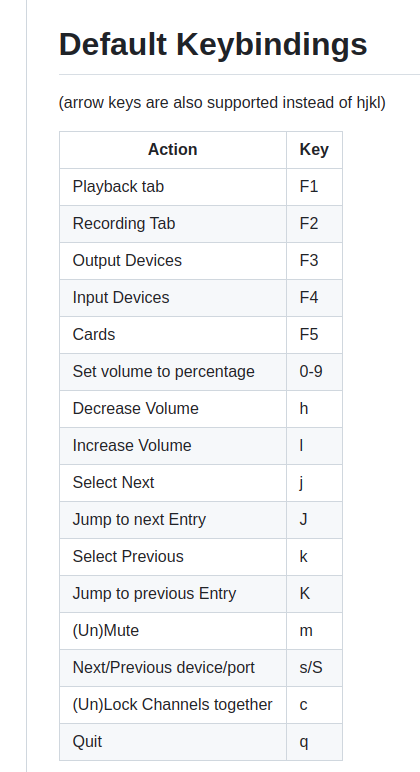 Default Keybindings
(arrow keys are also supported instead of hjkl)
Action Key
Playback tab F1
Recording Tab F2
Output Devices F3
Input Devices F4
Cards F5
Set volume to percentage 0-9
Decrease Volume h
Increase Volume l
Select Next j
Jump to next Entry J
Select Previous k
Jump to previous Entry K
(Un)Mute m
Next/Previous device/port s/S
(Un)Lock Channels together c
Quit q